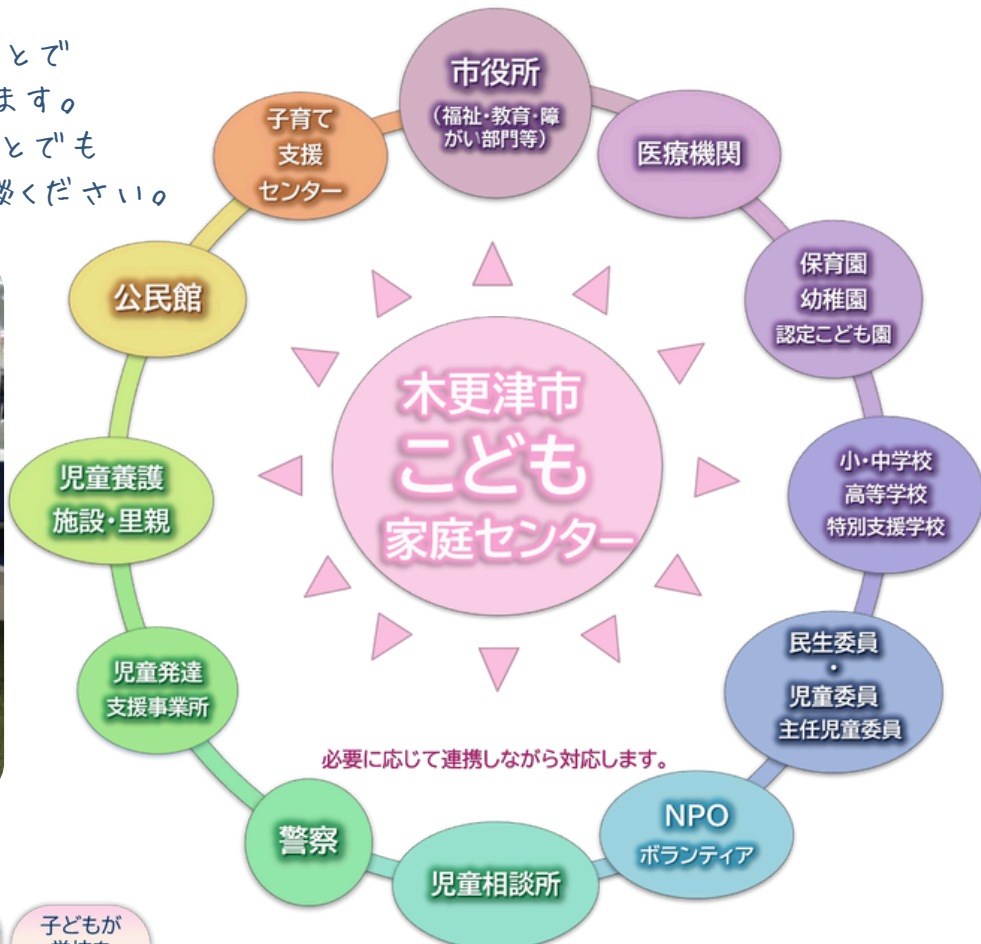 とで
ます。
とでも
談ください。
市役所
(福祉・教育・障
がい部門等)
医療機関
保育園
幼稚園
認定こども園
小・中学校
高等学校
特別支援学校
民生委員
・
児童委員
主任児童委員
NPO
ボランティア
児童相談所
警察
児童発達
支援事業所
児童養護
施設・里親
公民館
子育て
支援
センター
木更津市
こども
家庭センター
必要に応じて連携しながら対応します。
子どもが